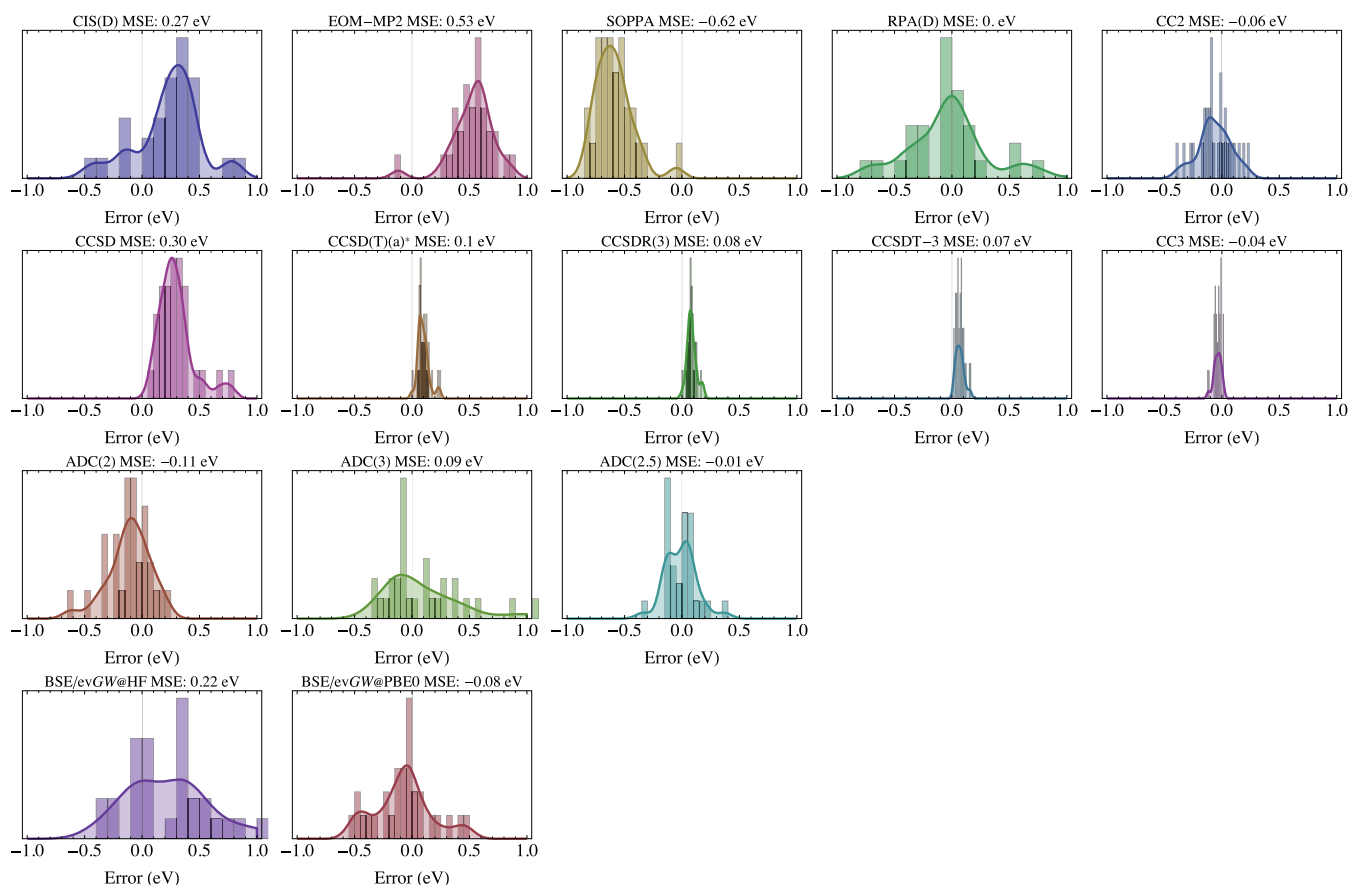 CIS(D) MSE: 0.27 eV
EOM−MP2 MSE: 0.53 eV
SOPPA MSE: −0.62 eV
RPA(D) MSE: 0. eV
CC2 MSE: −0.06 eV
−1.0 −0.5 0.0 0.5 1.0
−1.0 −0.5 0.0 0.5 1.0
−1.0 −0.5 0.0 0.5 1.0
−1.0 −0.5 0.0 0.5 1.0
−1.0 −0.5 0.0 0.5 1.0
Error (eV)
Error (eV)
Error (eV)
Error (eV)
Error (eV)
CCSD MSE: 0.30 eV
CCSD(T)(a)* MSE: 0.1 eV
CCSDR(3) MSE: 0.08 eV
CCSDT−3 MSE: 0.07 eV
CC3 MSE: −0.04 eV
−1.0 −0.5 0.0 0.5 1.0
−1.0 −0.5 0.0 0.5 1.0
−1.0 −0.5 0.0 0.5 1.0
−1.0 −0.5 0.0 0.5 1.0
−1.0 −0.5 0.0 0.5 1.0
Error (eV)
Error (eV)
Error (eV)
Error (eV)
Error (eV)
ADC(2) MSE: −0.11 eV
ADC(3) MSE: 0.09 eV
ADC(2.5) MSE: −0.01 eV
−1.0 −0.5 0.0 0.5 1.0
−1.0 −0.5 0.0 0.5 1.0
−1.0 −0.5 0.0 0.5 1.0
Error (eV)
Error (eV)
Error (eV)
BSE/evGW@HF MSE: 0.22 eV
BSE/evGW@PBE0 MSE: −0.08 eV
−1.0 −0.5 0.0 0.5 1.0
−1.0 −0.5 0.0 0.5 1.0
Error (eV)
Error (eV)